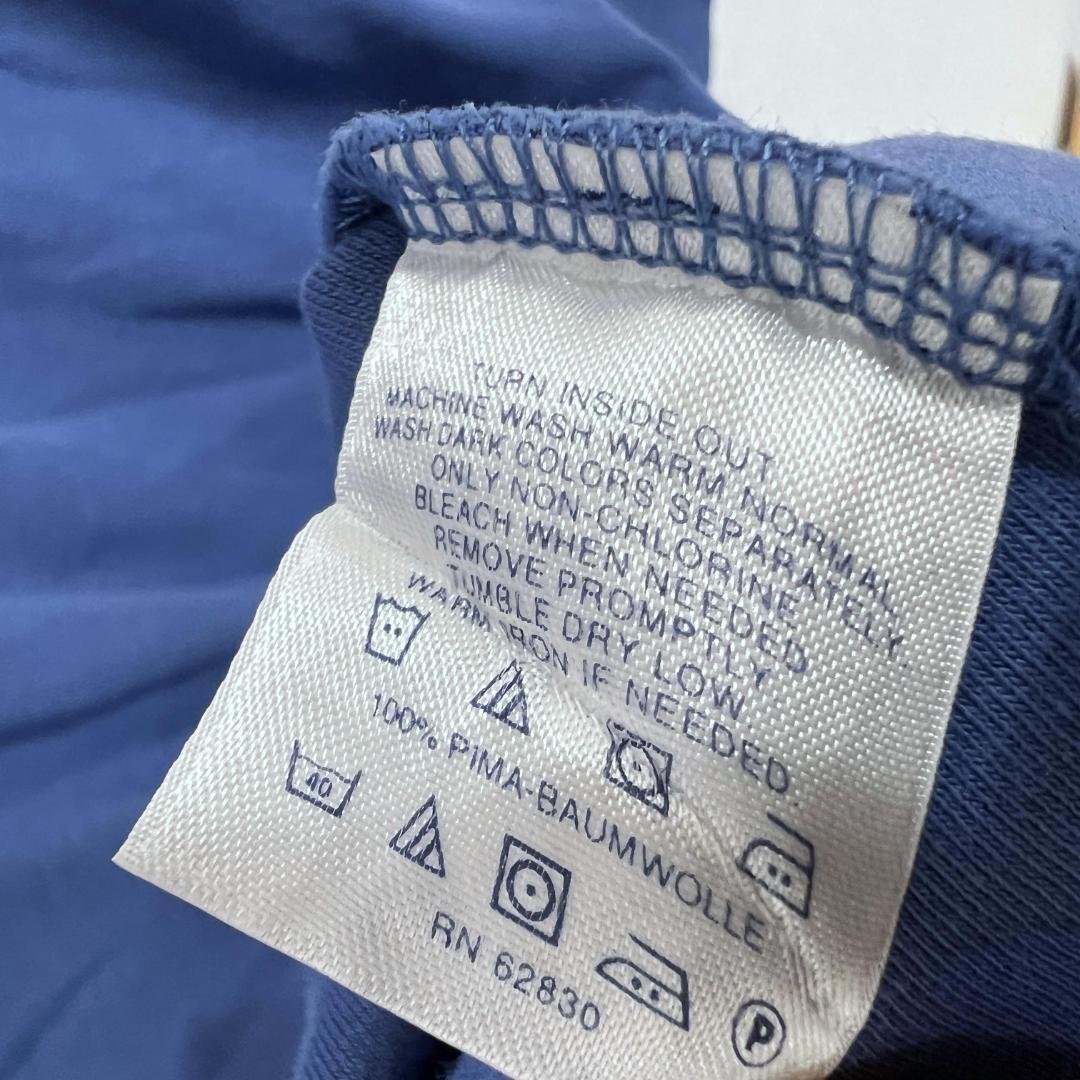 TURN INSIDE OUT
MACHINE WASH WARM NORMAL
WASH DARK COLORS SEPARATELY.
ONLY NON-CHLORINE
BLEACH WHEN NEEDED
REMOVE PROMPTLY
TUMBLE DRY LOW
WARM IRON IF NEEDED.
100% PIMA-BAUMWOLLE
40
RN 62830
P